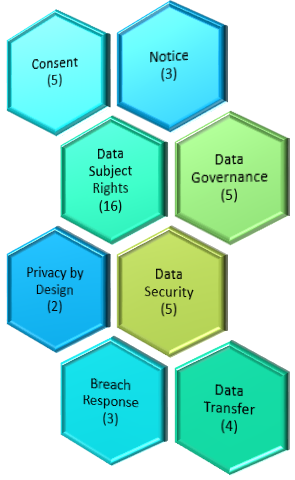 Consent
(5)
Notice
(3)
Data
Subject
Rights
(16)
Data
Governance
(5)
Privacy by
Design
(2)
Data
Security
(5)
Breach
Response
(3)
Data
Transfer
(4)